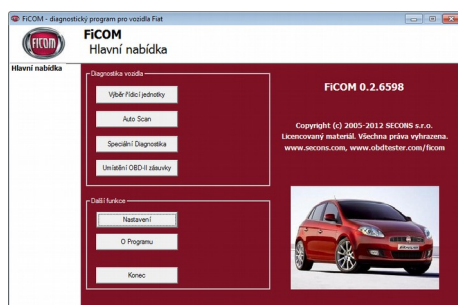 FiCOM - diagnostický program pro vozidla Fiat
FiCOM
FiCOM
Hlavní nabídka
Hlavní nabídka
Diagnostika vozidla
Výběr řídicí jednotky
Auto Scan
Speciální Diagnostika
Umístění OBD-II zásuvky
Další funkce
Nastavení
O Programu
Konec
FiCOM 0.2.6598
Copyright (c) 2005-2012 SECONS s.r.o.
Licencovaný materiál. Všechna práva vyhrazena.
www.secons.com, www.obdtester.com/ficom